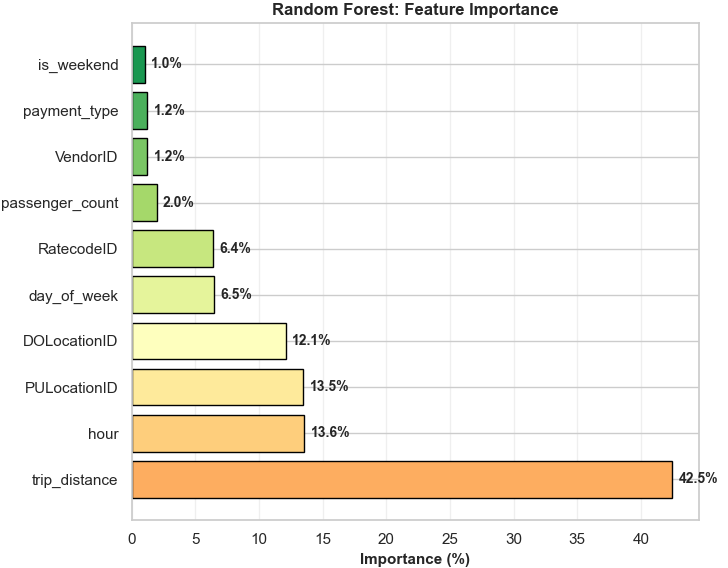 Random Forest: Feature Importance
is_weekend 1.0%
payment_type 1.2%
VendorID 1.2%
passenger_count 2.0%
RatecodeID 6.4%
day_of_week 6.5%
DOLocationID 12.1%
PULocationID 13.5%
hour 13.6%
trip_distance 42.5%
0 5 10 15 20 25 30 35 40
Importance (%)